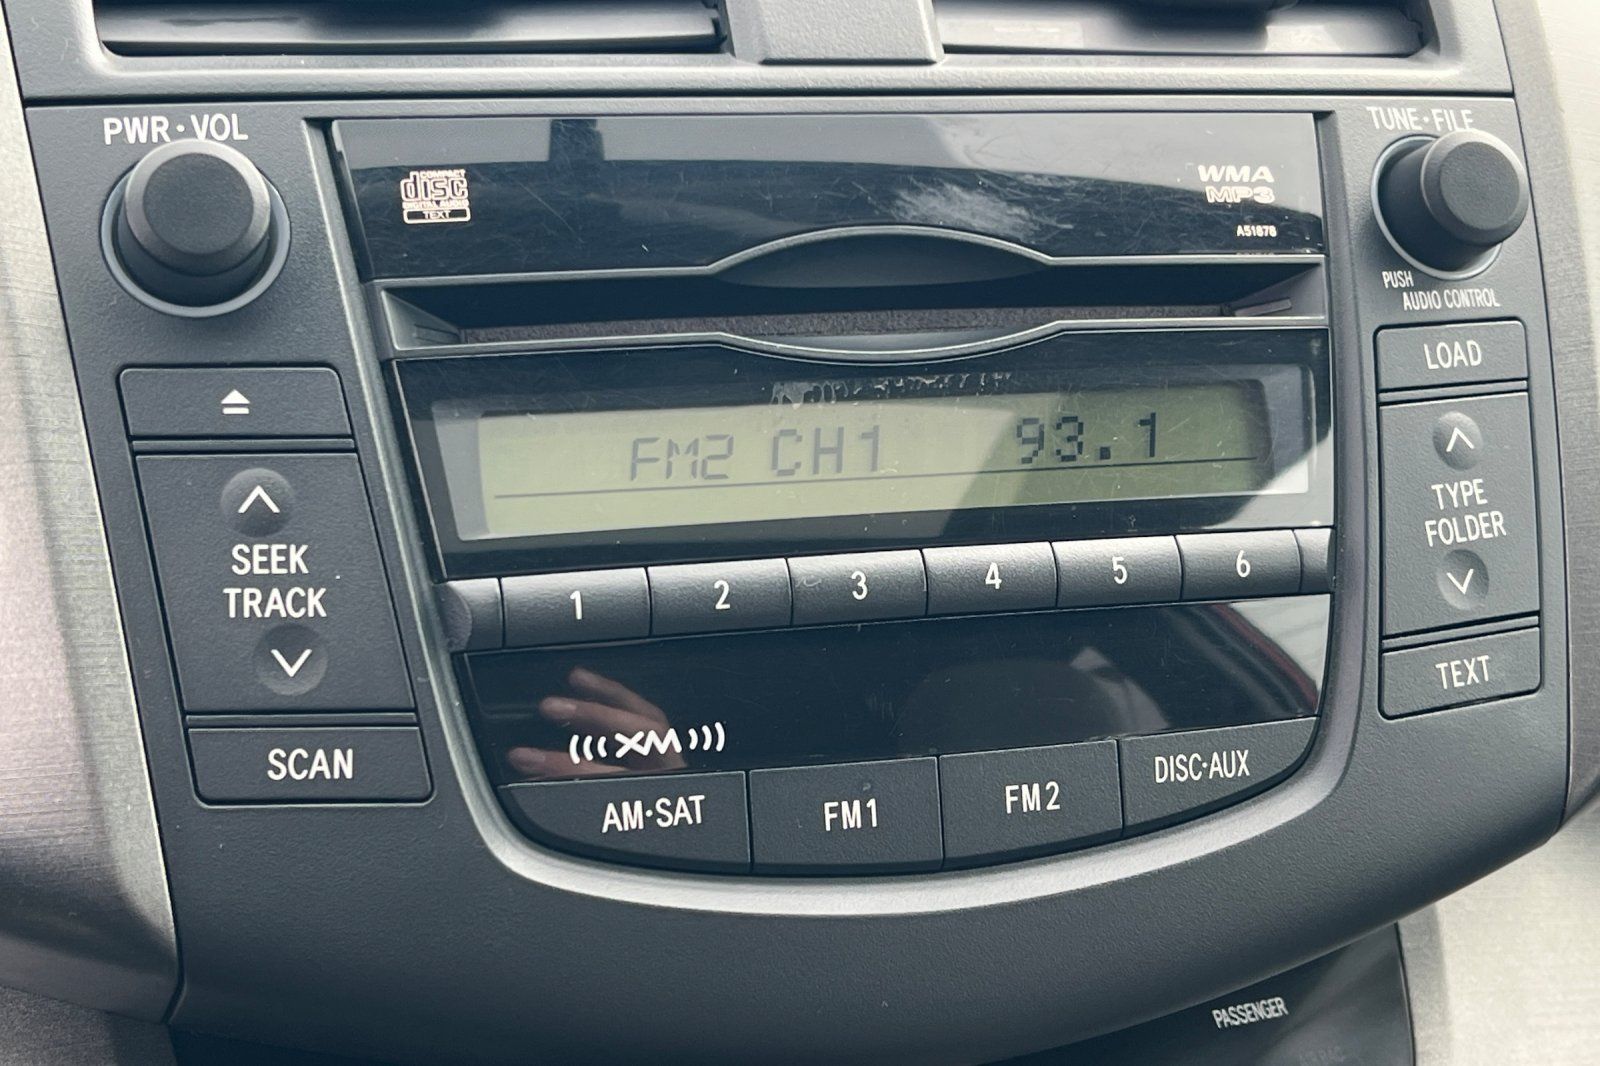 PWR·VOL
TUNE·FILE
COMPACT
disc
DIGITAL AUDIO
TEXT
WMA
MP3
A51878
PUSH
AUDIO CONTROL
LOAD
FM2 CH1 93.1
SEEK
TRACK
TYPE
FOLDER
1 2 3 4 5 6
TEXT
SCAN
XM
AM·SAT FM1 FM2 DISC·AUX
PASSENGER